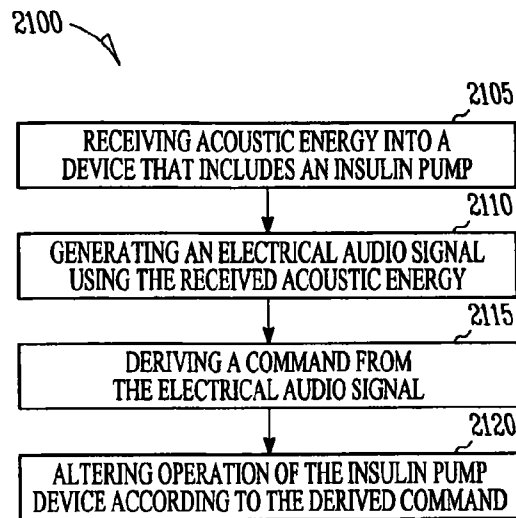 2100
2105
RECEIVING ACOUSTIC ENERGY INTO A
DEVICE THAT INCLUDES AN INSULIN PUMP
2110
GENERATING AN ELECTRICAL AUDIO SIGNAL
USING THE RECEIVED ACOUSTIC ENERGY
2115
DERIVING A COMMAND FROM
THE ELECTRICAL AUDIO SIGNAL
2120
ALTERING OPERATION OF THE INSULIN PUMP
DEVICE ACCORDING TO THE DERIVED COMMAND